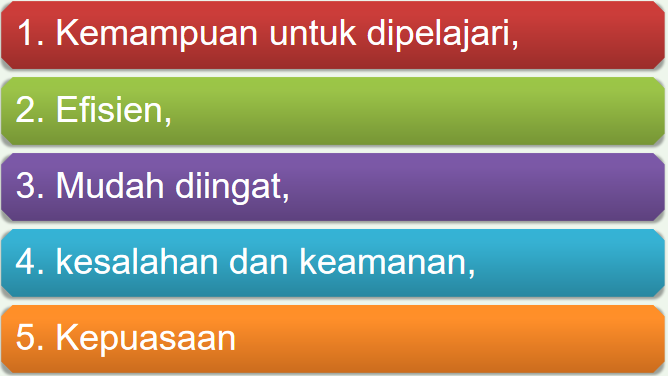 1. Kemampuan untuk dipelajari,
2. Efisien,
3. Mudah diingat,
4. kesalahan dan keamanan,
5. Kepuasaan